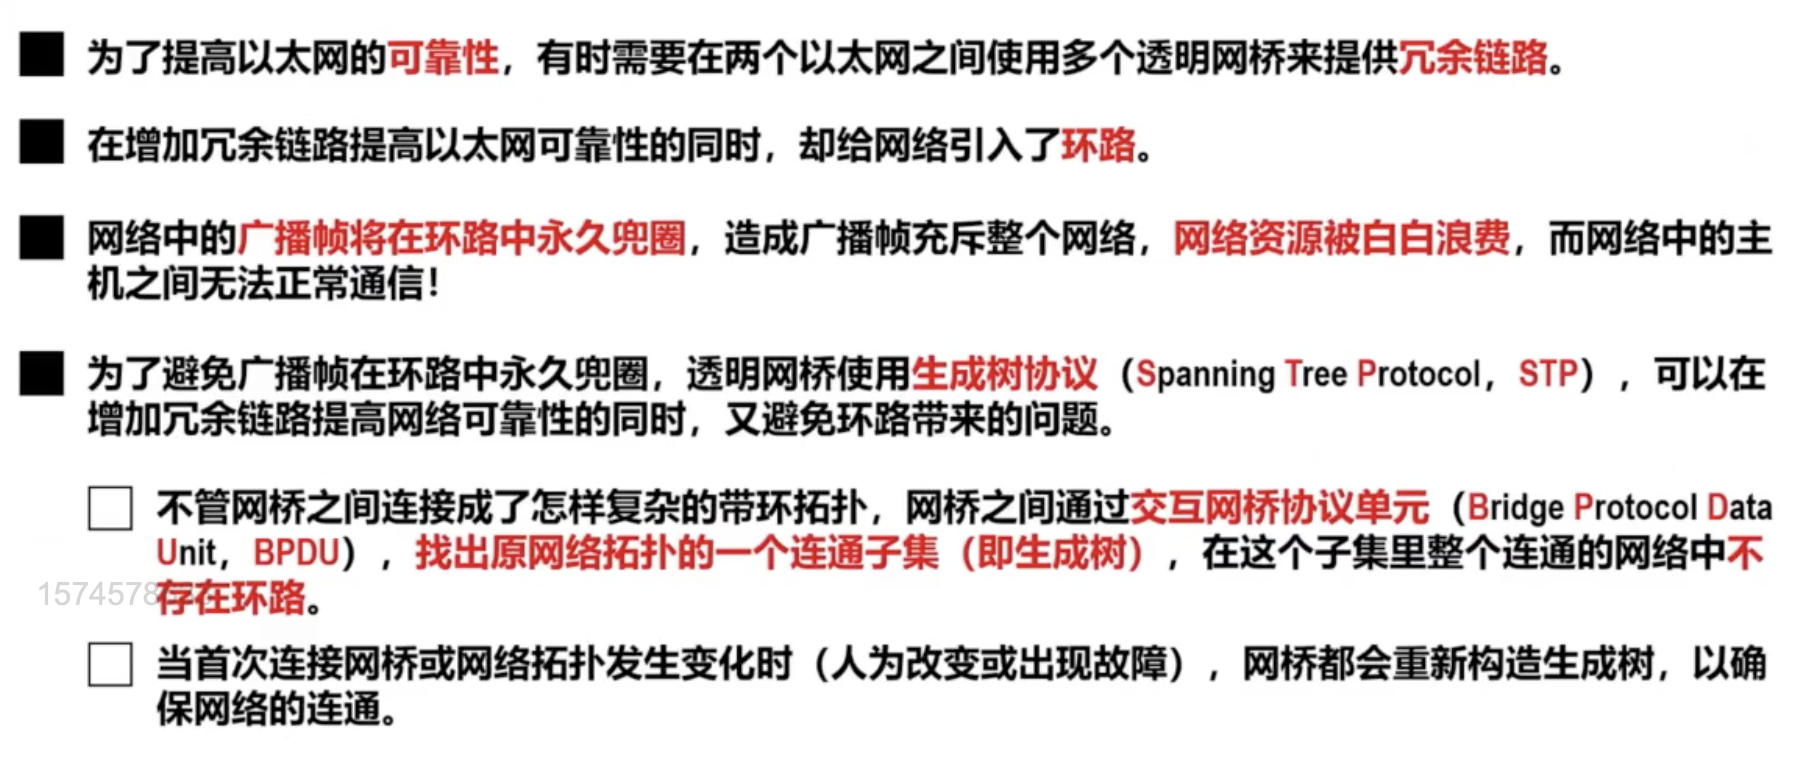 为了提高以太网的可靠性，有时需要在两个以太网之间使用多个透明网桥来提供冗余链路。
在增加冗余链路提高以太网可靠性的同时，却给网络引入了环路。
网络中的广播帧将在环路中永久兜圈，造成广播帧充斥整个网络，网络资源被白白浪费，而网络中的主
机之间无法正常通信！
为了避免广播帧在环路中永久兜圈，透明网桥使用生成树协议（Spanning Tree Protocol，STP），可以在
增加冗余链路提高网络可靠性的同时，又避免环路带来的问题。
不管网桥之间连接成了怎样复杂的带环拓扑，网桥之间通过交互网桥协议单元（Bridge Protocol Data
Unit，BPDU），找出原网络拓扑的一个连通子集（即生成树），在这个子集里整个连通的网络中不
存在环路。
当首次连接网桥或网络拓扑发生变化时（人为改变或出现故障），网桥都会重新构造生成树，以确
保网络的连通。